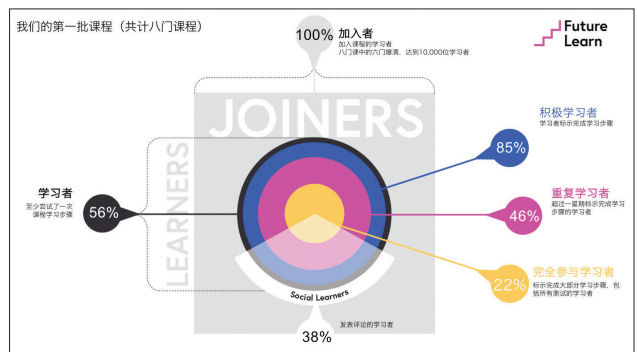 我们的第一批课程（共计八门课程）
100%
加入者
加入课程的学习者
八门课中的六门爆满，达到10,000位学习者
Future
Learn
JOINERS
LEARNERS
积极学习者
学习者标示完成学习步骤
85%
学习者
至少尝试了一次
课程学习步骤
56%
重复学习者
超过一星期标示完成学习
步骤的学习者
46%
完全参与学习者
标示完成大部分学习步骤，包
括所有测试的学习者
22%
Social Learners
发表评论的学习者
38%